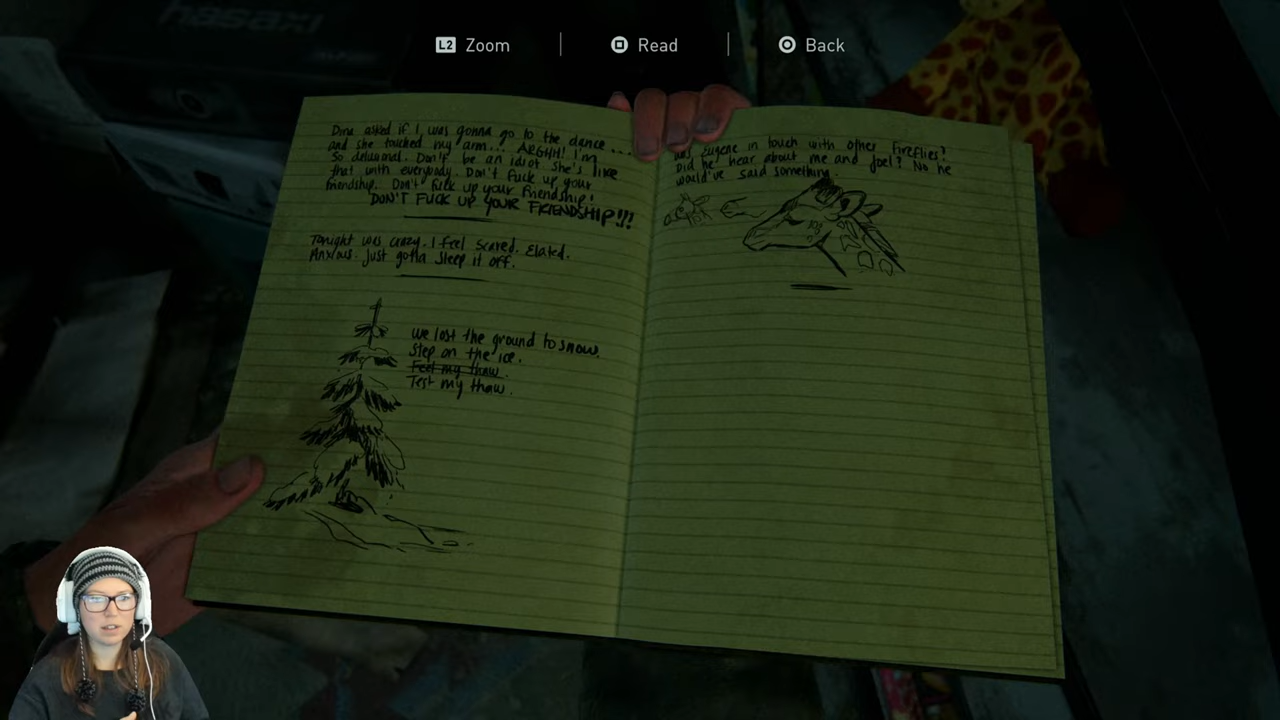 hasaxi
L2 Zoom
Read
Back
Dina asked if I was gonna go to the dance...
and she touched my arm... ARGHH! I'm
so delusional. Don't be an idiot. She's like
that with everybody. Don't fuck up your
friendship. Don't fuck up your friendship!
DON'T FUCK UP YOUR FRIENDSHIP!!!
Tonight was crazy. I feel scared. Elated.
Anxious. Just gotta sleep it off.
We lost the ground to snow.
Step on the ice.
Feel my thaw.
Test my thaw.
Was Eugene in touch with other Fireflies?
Did he hear about me and Joel? No he
would've said something.